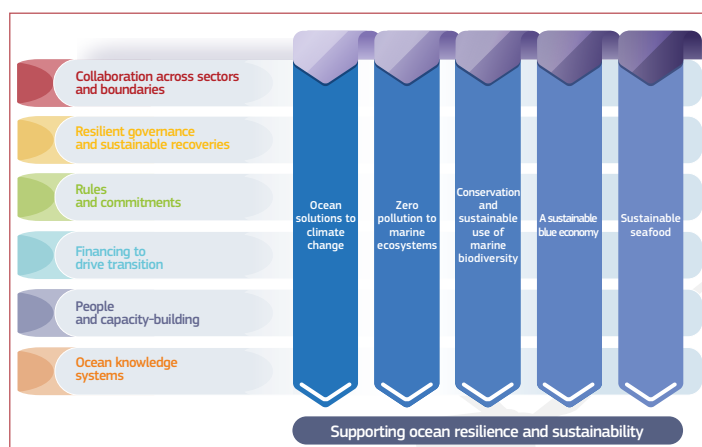 Collaboration across sectors
and boundaries
Resilient governance
and sustainable recoveries
Rules
and commitments
Financing to
drive transition
People
and capacity-building
Ocean knowledge
systems
Ocean
solutions to
climate
change
Zero
pollution to
marine
ecosystems
Conservation
and
sustainable
use of
marine
biodiversity
A sustainable
blue economy
Sustainable
seafood
Supporting ocean resilience and sustainability